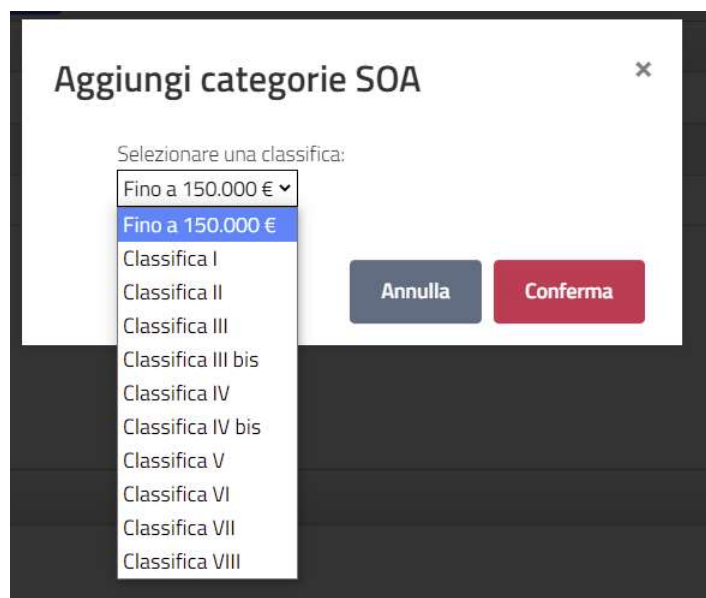 Aggiungi categorie SOA
×
Selezionare una classifica:
Fino a 150.000 €
Fino a 150.000 €
Classifica I
Classifica II
Classifica III
Classifica III bis
Classifica IV
Classifica IV bis
Classifica V
Classifica VI
Classifica VII
Classifica VIII
Annulla
Conferma